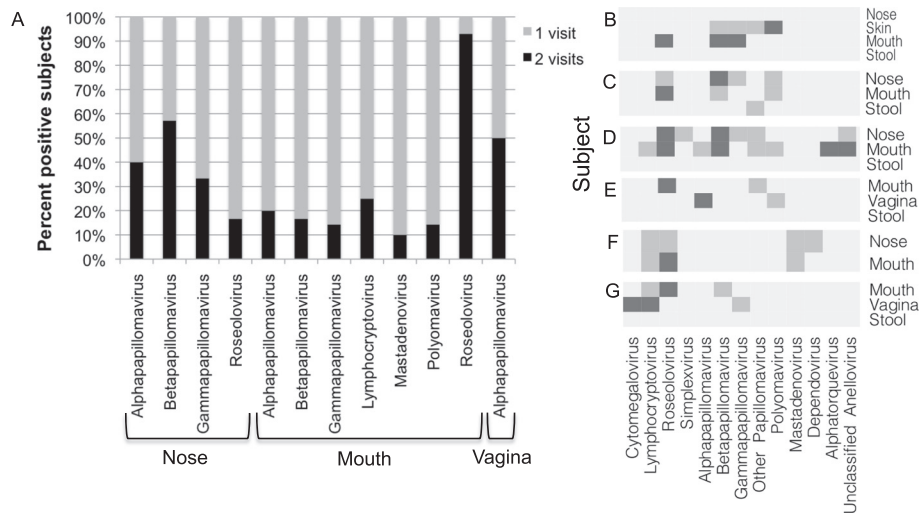 A
Percent positive subjects
100%
90%
80%
70%
60%
50%
40%
30%
20%
10%
0%
1 visit
2 visits
Alphapapillomavirus
Betapapillomavirus
Gammapapillomavirus
Roseolovirus
Alphapapillomavirus
Betapapillomavirus
Gammapapillomavirus
Lymphocryptovirus
Mastadenovirus
Polyomavirus
Roseolovirus
Alphapapillomavirus
Nose
Mouth
Vagina
Subject
B
Nose
Skin
Mouth
Stool
C
Nose
Mouth
Stool
D
Nose
Mouth
Stool
E
Mouth
Vagina
Stool
F
Nose
Mouth
G
Mouth
Vagina
Stool
Cytomegalovirus
Lymphocryptovirus
Roseolovirus
Simplexvirus
Alphapapillomavirus
Betapapillomavirus
Gammapapillomavirus
Other Papillomavirus
Polyomavirus
Mastadenovirus
Dependovirus
Alphatorquevirus
Unclassified Anellovirus